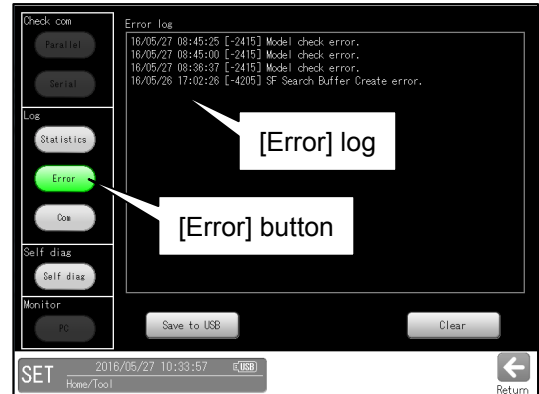 Check com
Parallel
Serial
Log
Statistics
Error
Com
Self diag
Self diag
Monitor
PC
Error log
16/05/27 08:45:25 [-2415] Model check error.
16/05/27 08:45:00 [-2415] Model check error.
16/05/27 08:36:37 [-2415] Model check error.
16/05/26 17:02:26 [-4205] SF Search Buffer Create error.
[Error] log
[Error] button
Save to USB
Clear
SET
2016/05/27 10:33:57
USB
Home/Tool
Return